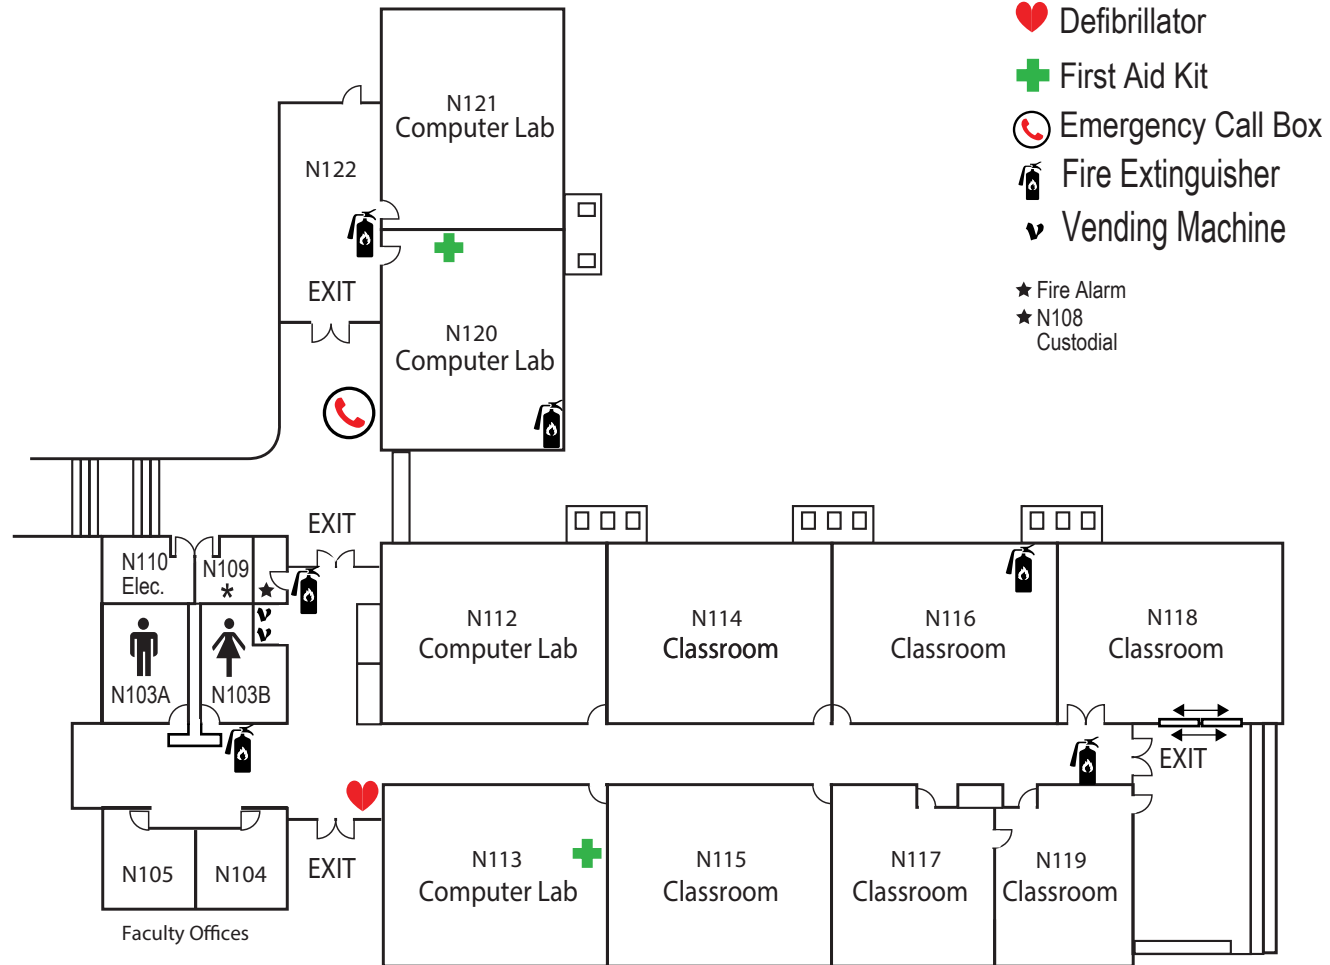 Defibrillator
First Aid Kit
Emergency Call Box
Fire Extinguisher
Vending Machine
Fire Alarm
N108
Custodial
N121
Computer Lab
N122
EXIT
N120
Computer Lab
EXIT
N110
Elec.
N109
*
N112
Computer Lab
N114
Classroom
N116
Classroom
N118
Classroom
N103A
N103B
EXIT
N105
N104
EXIT
N113
Computer Lab
N115
Classroom
N117
Classroom
N119
Classroom
Faculty Offices